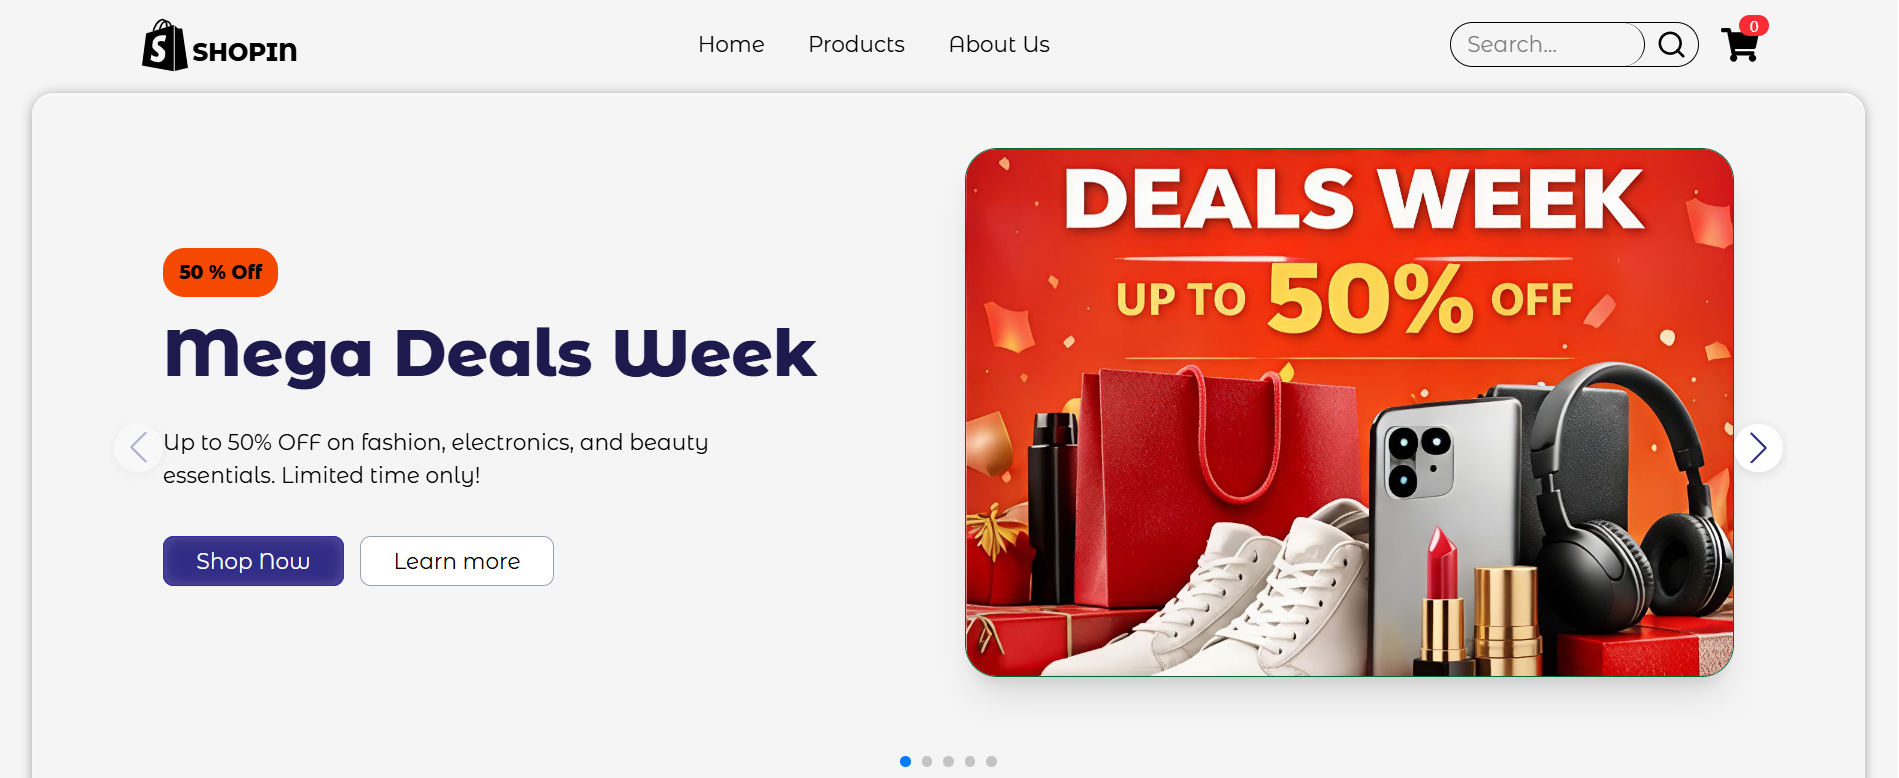 S SHOPIN
Home
Products
About Us
Search...
0
50 % Off
Mega Deals Week
Up to 50% OFF on fashion, electronics, and beauty
essentials. Limited time only!
Shop Now
Learn more
DEALS WEEK
UP TO 50% OFF